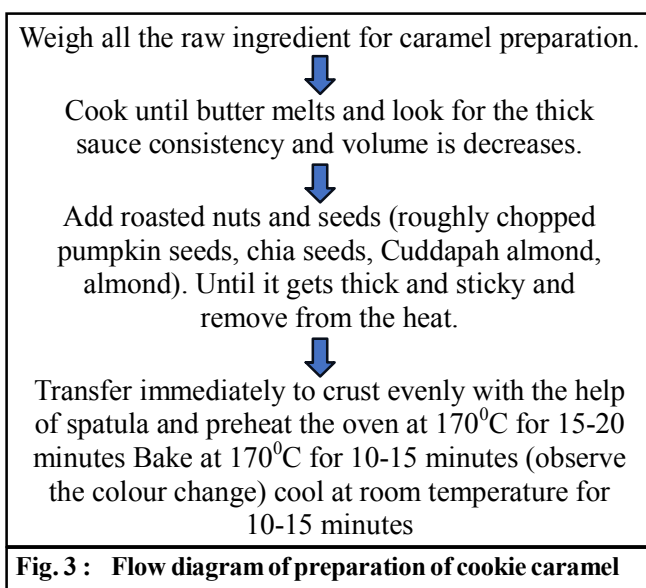 Weigh all the raw ingredient for caramel preparation.
Cook until butter melts and look for the thick
sauce consistency and volume is decreases.
Add roasted nuts and seeds (roughly chopped
pumpkin seeds, chia seeds, Cuddapah almond,
almond). Until it gets thick and sticky and
remove from the heat.
Transfer immediately to crust evenly with the help
of spatula and preheat the oven at 170⁰C for 15-20
minutes Bake at 170⁰C for 10-15 minutes (observe
the colour change) cool at room temperature for
10-15 minutes
Fig. 3 : Flow diagram of preparation of cookie caramel